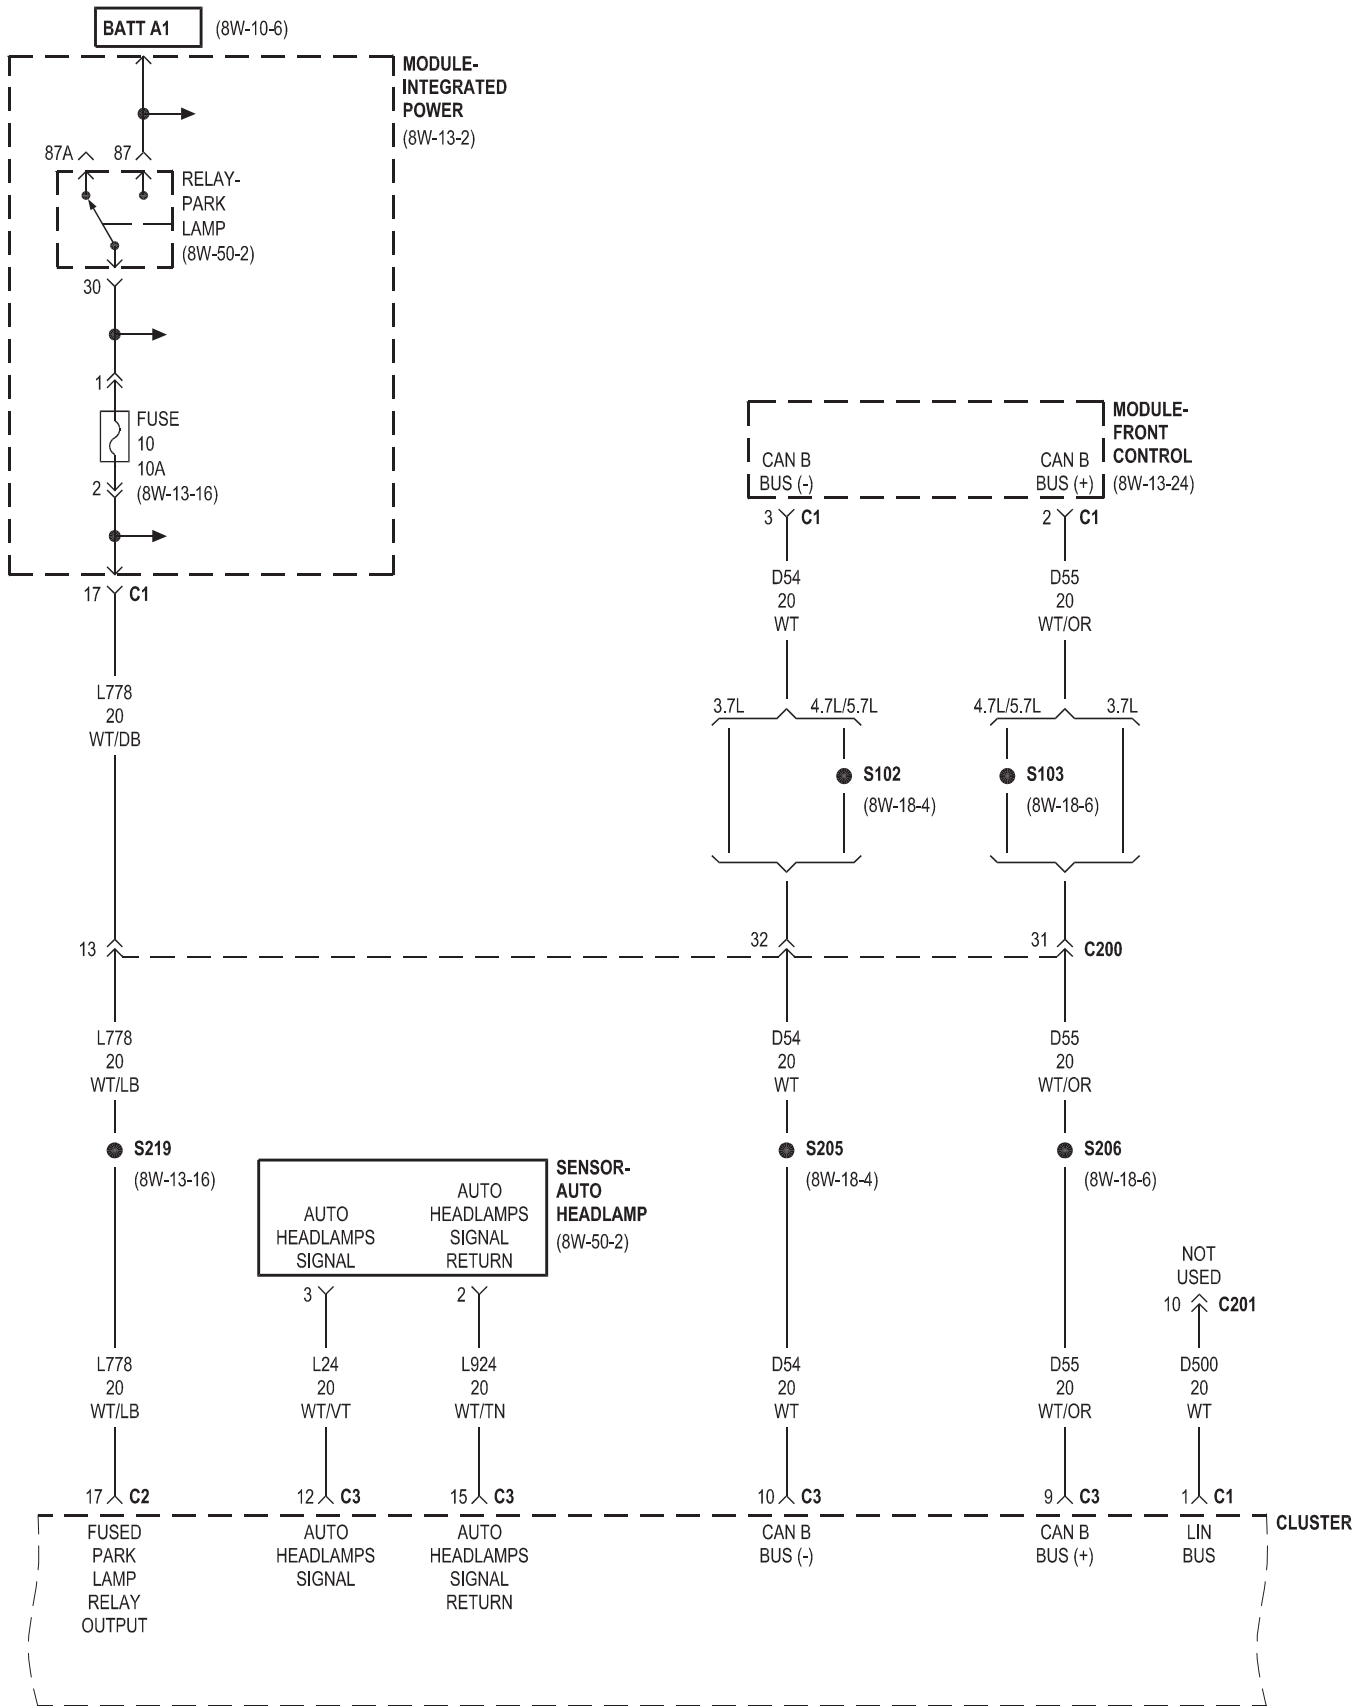 BATT A1 (8W-10-6)
MODULE-
INTEGRATED
POWER
(8W-13-2)
87A 87
RELAY-
PARK
LAMP
(8W-50-2)
30
1
FUSE
10
10A
2 (8W-13-16)
17 C1
L778
20
WT/DB
MODULE-
FRONT
CONTROL
(8W-13-24)
CAN B
BUS (-)
CAN B
BUS (+)
3 C1
2 C1
D54
20
WT
D55
20
WT/OR
3.7L 4.7L/5.7L
4.7L/5.7L 3.7L
S102
(8W-18-4)
S103
(8W-18-6)
13 32 31 C200
L778
20
WT/LB
D54
20
WT
D55
20
WT/OR
S219
(8W-13-16)
S205
(8W-18-4)
S206
(8W-18-6)
SENSOR-
AUTO
HEADLAMP
(8W-50-2)
AUTO
HEADLAMPS
SIGNAL
AUTO
HEADLAMPS
SIGNAL
RETURN
3 2
NOT
USED
10 C201
L778
20
WT/LB
L24
20
WT/VT
L924
20
WT/TN
D54
20
WT
D55
20
WT/OR
D500
20
WT
17 C2
12 C3
15 C3
10 C3
9 C3
1 C1
CLUSTER
FUSED
PARK
LAMP
RELAY
OUTPUT
AUTO
HEADLAMPS
SIGNAL
AUTO
HEADLAMPS
SIGNAL
RETURN
CAN B
BUS (-)
CAN B
BUS (+)
LIN
BUS